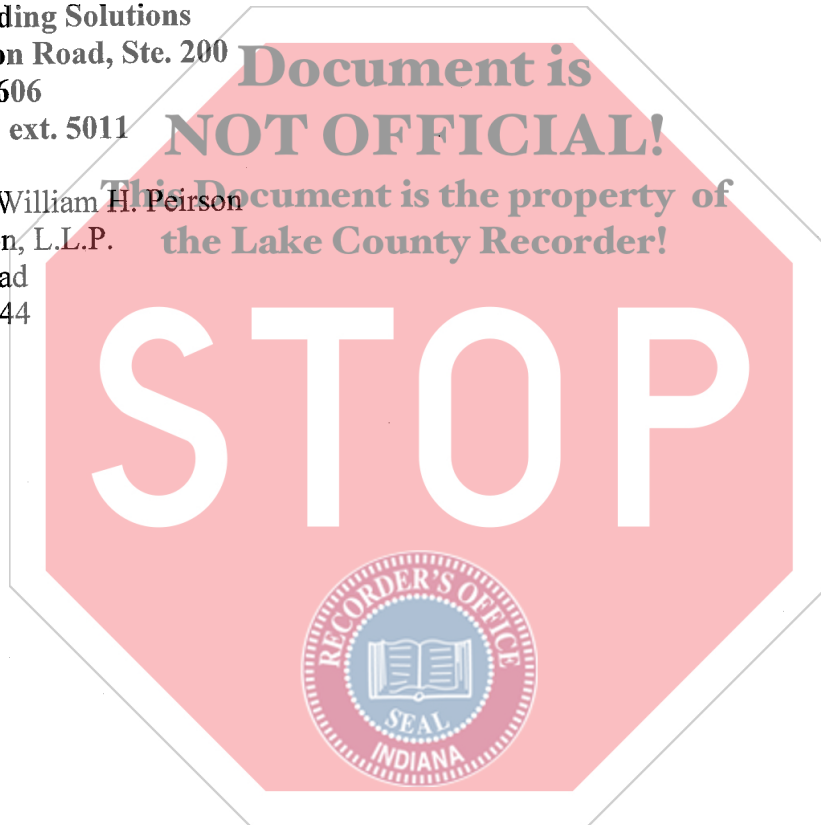 ding Solutions
on Road, Ste. 200
606
ext. 5011
William H. Peirson
n, L.L.P.
ad
44
Document is
NOT OFFICIAL!
This Document is the property of
the Lake County Recorder!
STOP
RECORDER'S OFFICE
SEAL
INDIANA